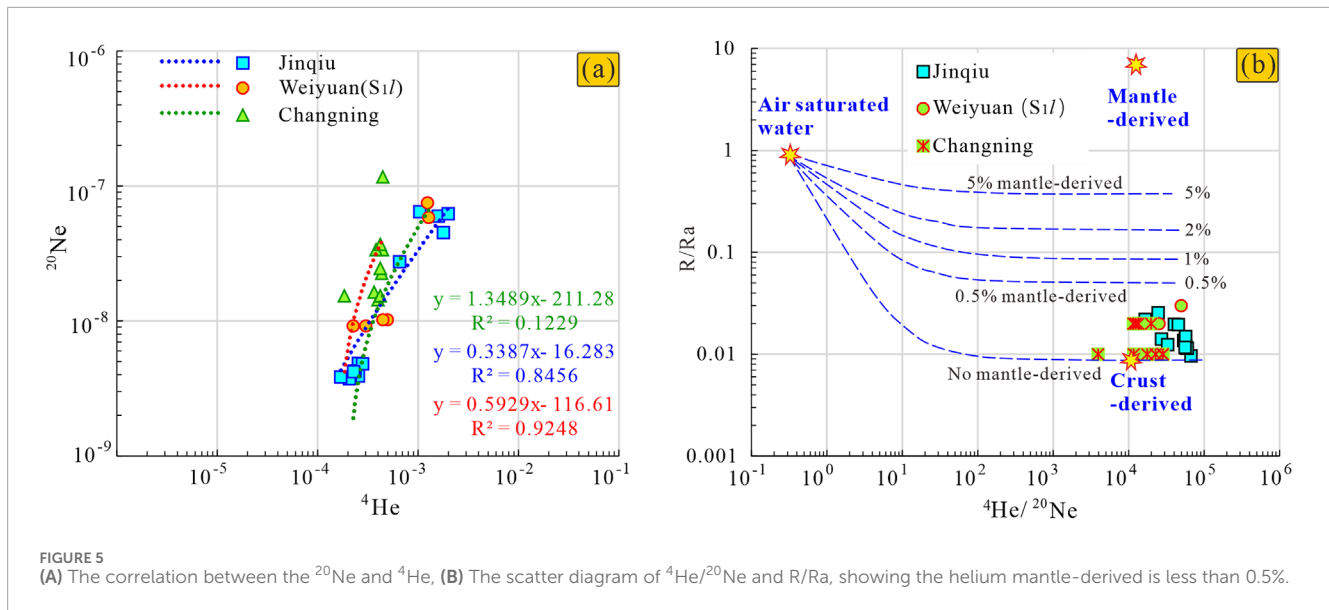 (a)
10⁻⁶
10⁻⁷
10⁻⁸
10⁻⁹
²⁰Ne
Jinqiu
Weiyuan(S₁l)
Changning
y = 1.3489x- 211.28
R² = 0.1229
y = 0.3387x- 16.283
R² = 0.8456
y = 0.5929x- 116.61
R² = 0.9248
10⁻⁵
10⁻⁴
10⁻³
10⁻²
10⁻¹
⁴He
(b)
10
1
0.1
0.01
0.001
R/Ra
Jinqiu
Weiyuan (S₁l)
Changning
Air saturated
water
Mantle
-derived
5% mantle-derived
5%
2%
1%
0.5%
0.5% mantle-derived
No mantle-derived
Crust
-derived
10⁻¹
10⁰
10¹
10²
10³
10⁴
10⁵
10⁶
⁴He/ ²⁰Ne
FIGURE 5
(A) The correlation between the ²⁰Ne and ⁴He, (B) The scatter diagram of ⁴He/²⁰Ne and R/Ra, showing the helium mantle-derived is less than 0.5%.